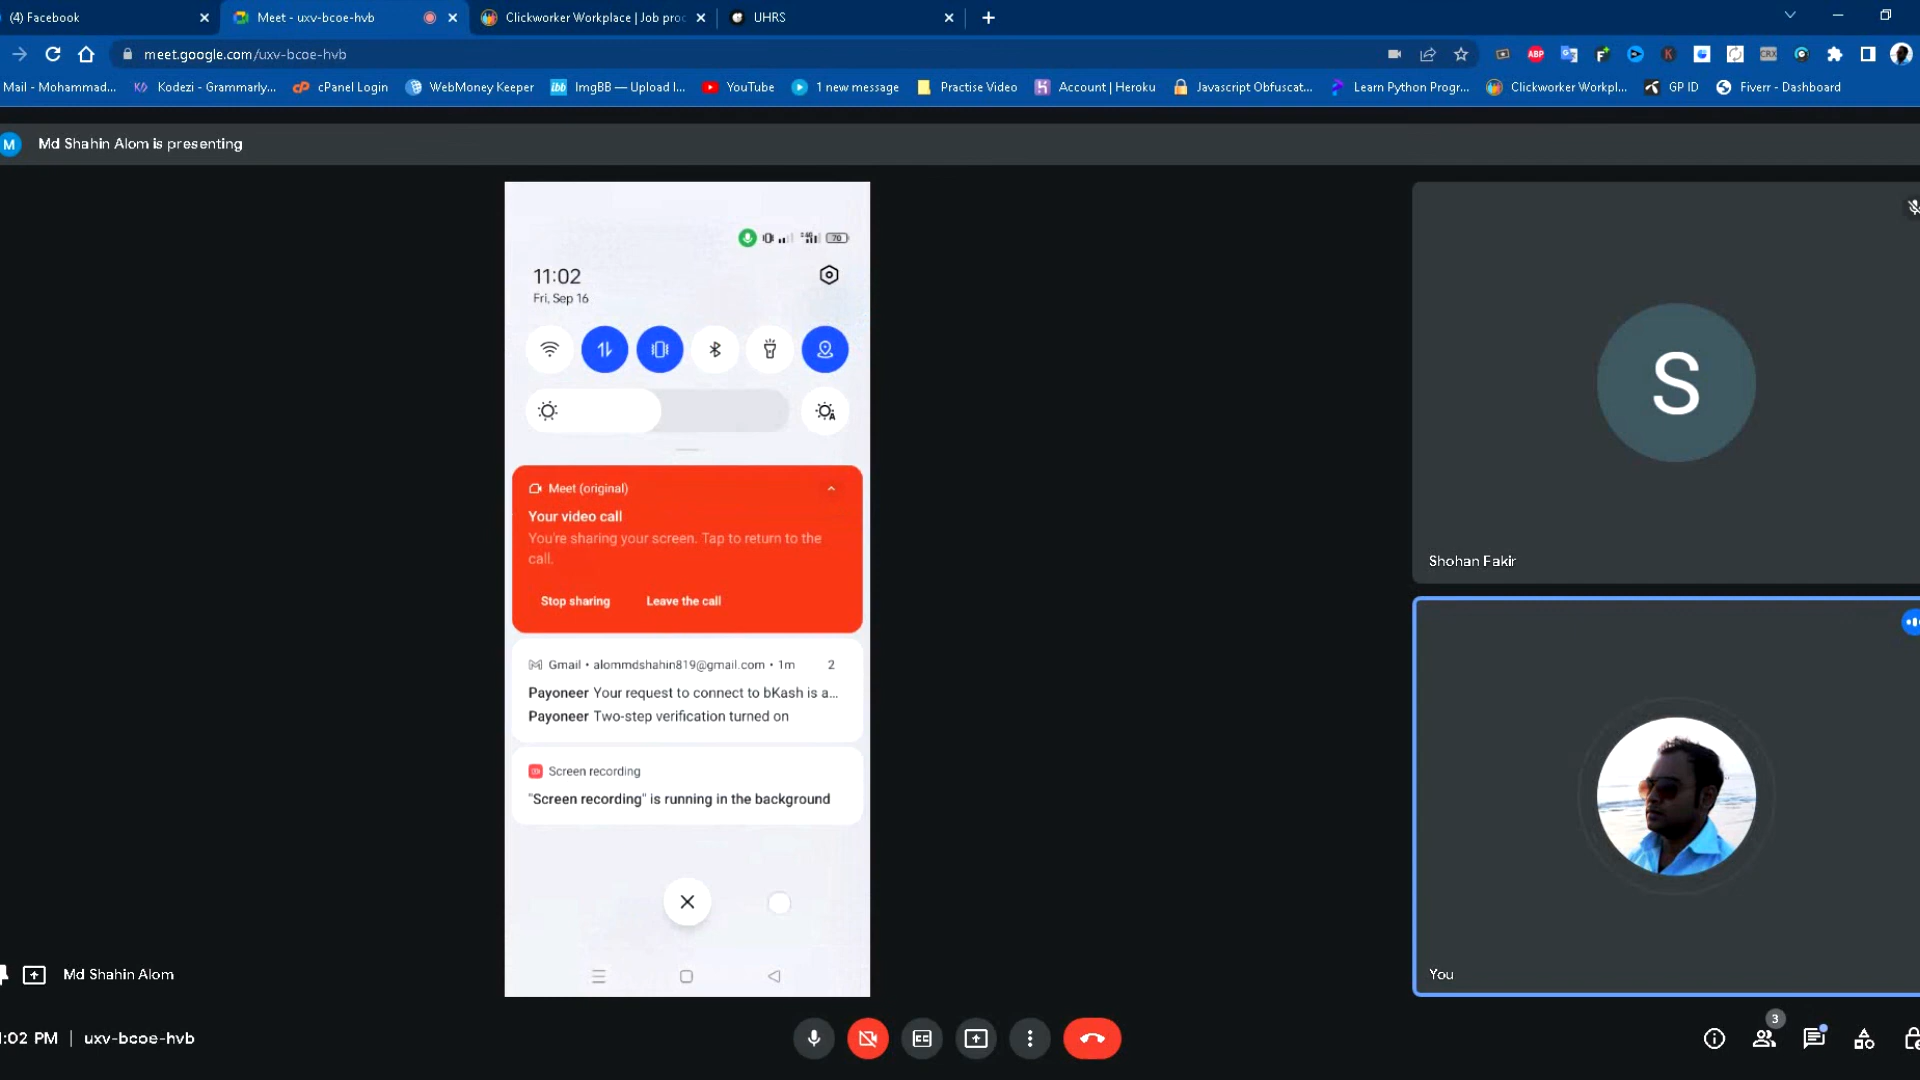 (4) Facebook
Meet - uxv-bcoe-hvb
Clickworker Workplace | Job proc
UHRS
meet.google.com/uxv-bcoe-hvb
ABP
CRX
Mail - Mohammad...
Kodezi - Grammarly...
cPanel Login
WebMoney Keeper
ImgBB — Upload I...
YouTube
1 new message
Practise Video
Account | Heroku
Javascript Obfuscat...
Learn Python Progr...
Clickworker Workpl...
GP ID
Fiverr - Dashboard
M
Md Shahin Alom is presenting
70
11:02
Fri, Sep 16
Meet (original)
Your video call
You're sharing your screen. Tap to return to the
call.
Stop sharing
Leave the call
Gmail • alommdshahin819@gmail.com • 1m
2
Payoneer Your request to connect to bKash is a...
Payoneer Two-step verification turned on
Screen recording
"Screen recording" is running in the background
S
Shohan Fakir
You
Md Shahin Alom
:02 PM | uxv-bcoe-hvb
3